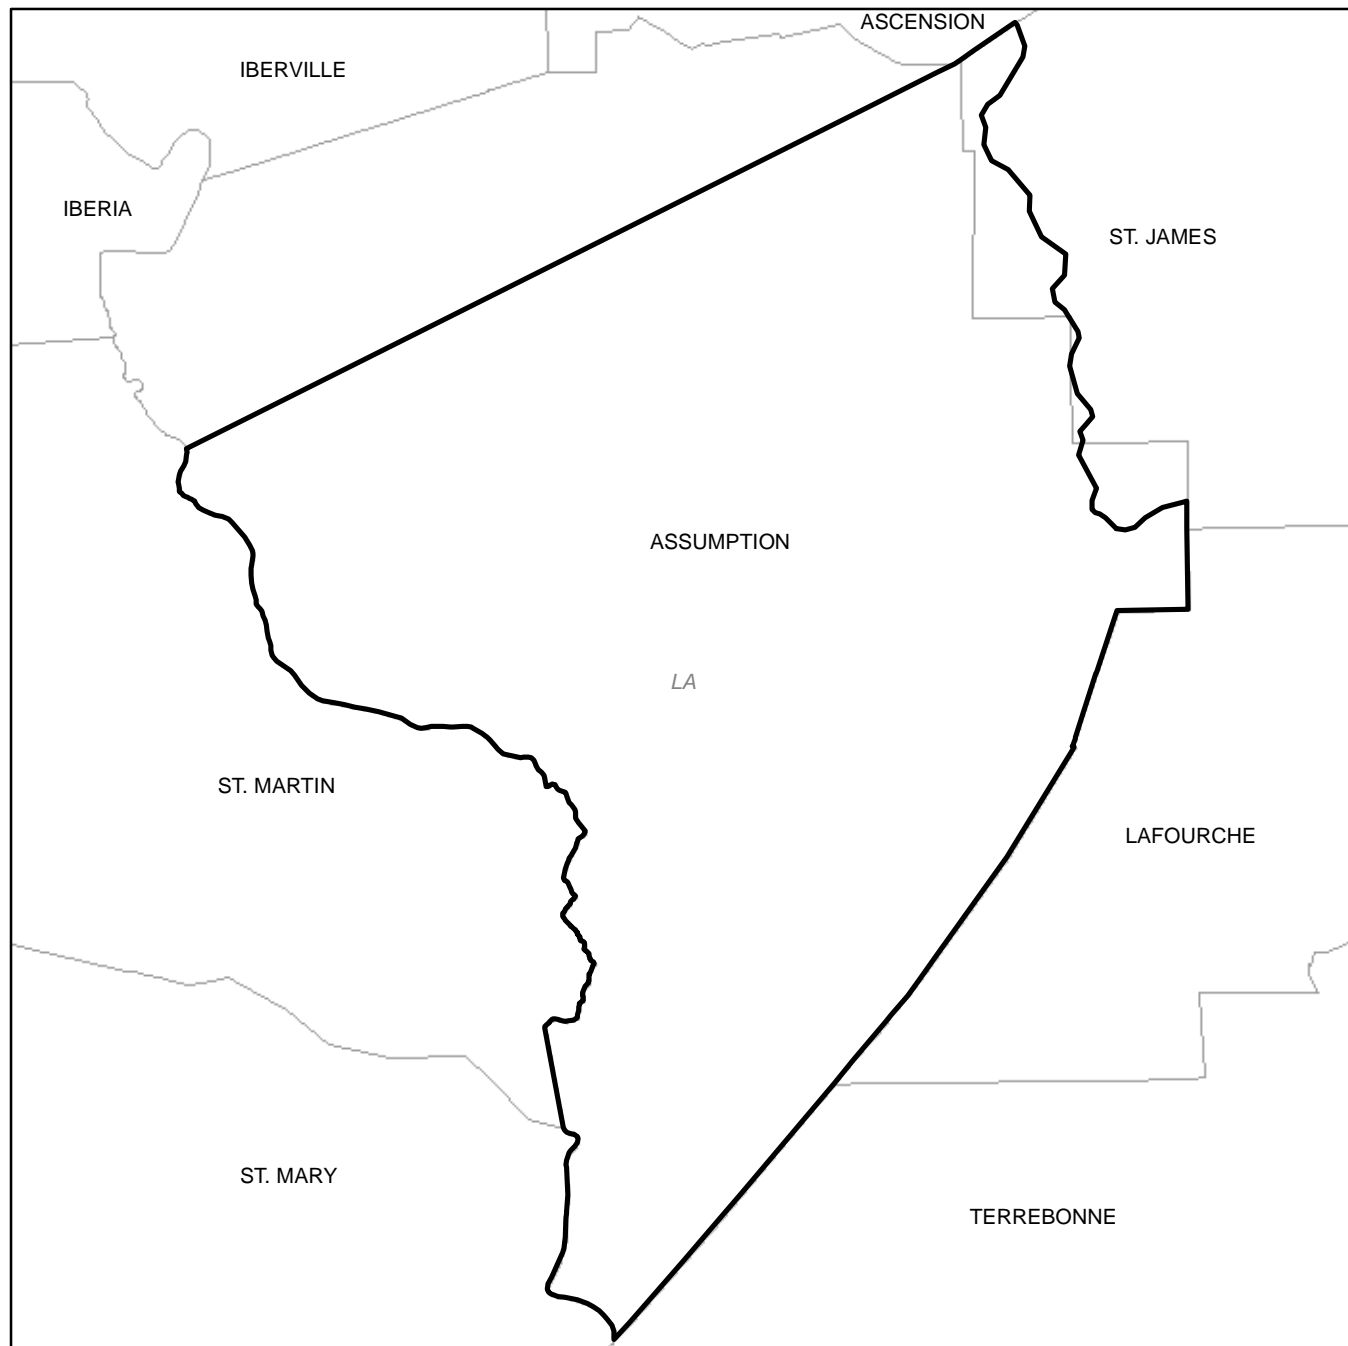 ASCENSION
IBERVILLE
IBERIA
ST. JAMES
ASSUMPTION
LA
ST. MARTIN
LAFOURCHE
ST. MARY
TERREBONNE